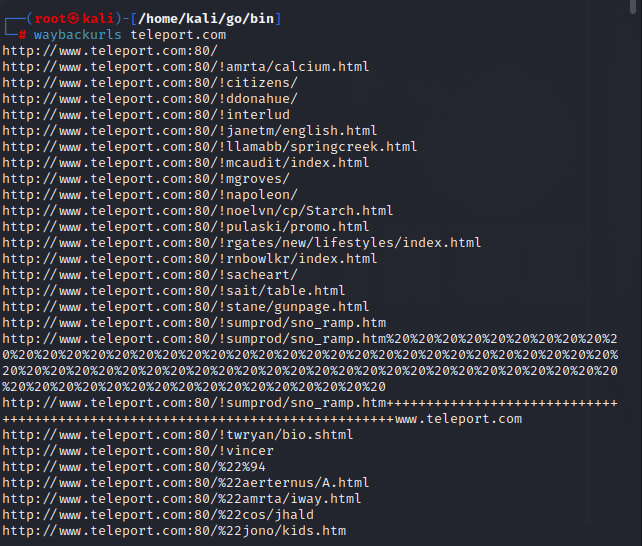 ┌──(root㉿kali)-[/home/kali/go/bin]
└─# waybackurls teleport.com
http://www.teleport.com:80/
http://www.teleport.com:80/!amrta/calcium.html
http://www.teleport.com:80/!citizens/
http://www.teleport.com:80/!ddonahue/
http://www.teleport.com:80/!interlud
http://www.teleport.com:80/!janetm/english.html
http://www.teleport.com:80/!llamabb/springcreek.html
http://www.teleport.com:80/!mcaudit/index.html
http://www.teleport.com:80/!mgroves/
http://www.teleport.com:80/!napoleon/
http://www.teleport.com:80/!noelvn/cp/Starch.html
http://www.teleport.com:80/!pulaski/promo.html
http://www.teleport.com:80/!rgates/new/lifestyles/index.html
http://www.teleport.com:80/!rnbowlkr/index.html
http://www.teleport.com:80/!sacheart/
http://www.teleport.com:80/!sait/table.html
http://www.teleport.com:80/!stane/gunpage.html
http://www.teleport.com:80/!sumprod/sno_ramp.htm
http://www.teleport.com:80/!sumprod/sno_ramp.htm%20%20%20%20%20%20%20%20%20%2
0%20%20%20%20%20%20%20%20%20%20%20%20%20%20%20%20%20%20%20%20%20%20%20%20%20%
20%20%20%20%20%20%20%20%20%20%20%20%20%20%20%20%20%20%20%20%20%20%20%20%20%20
%20%20%20%20%20%20%20%20%20%20%20%20%20%20%20%20
http://www.teleport.com:80/!sumprod/sno_ramp.htm+++++++++++++++++++++++++++++
+++++++++++++++++++++++++++++++++++++++++++++++++www.teleport.com
http://www.teleport.com:80/!twryan/bio.shtml
http://www.teleport.com:80/!vincer
http://www.teleport.com:80/%22%94
http://www.teleport.com:80/%22aerternus/A.html
http://www.teleport.com:80/%22amrta/iway.html
http://www.teleport.com:80/%22cos/jhald
http://www.teleport.com:80/%22jono/kids.htm